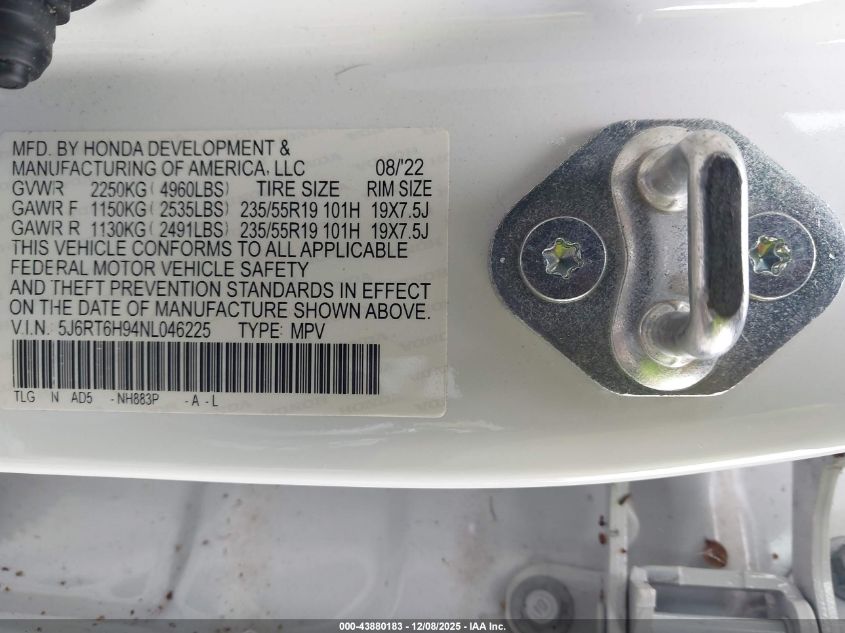 MFD. BY HONDA DEVELOPMENT &
MANUFACTURING OF AMERICA, LLC 08/'22
GVWR 2250KG ( 4960LBS) TIRE SIZE RIM SIZE
GAWR F 1150KG ( 2535LBS) 235/55R19 101H 19X7.5J
GAWR R 1130KG ( 2491LBS) 235/55R19 101H 19X7.5J
THIS VEHICLE CONFORMS TO ALL APPLICABLE
FEDERAL MOTOR VEHICLE SAFETY
AND THEFT PREVENTION STANDARDS IN EFFECT
ON THE DATE OF MANUFACTURE SHOWN ABOVE.
V.I.N. 5J6RT6H94NL046225 TYPE: MPV
TLG N AD5 -NH883P -A-L
000-43880183 - 12/08/2025 - IAA Inc.